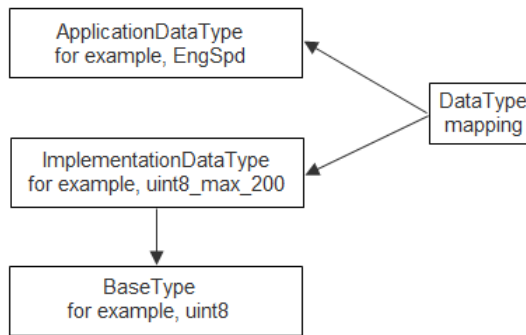 ApplicationDataType
for example, EngSpd
DataType
mapping
ImplementationDataType
for example, uint8_max_200
BaseType
for example, uint8